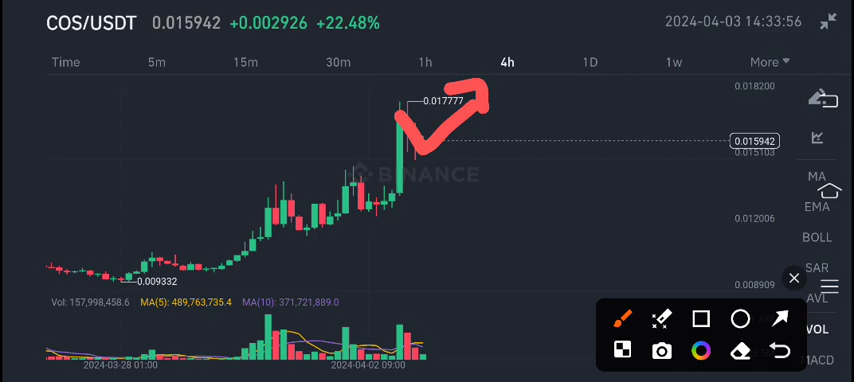 COS/USDT 0.015942 +0.002926 +22.48% 2024-04-03 14:33:56
Time 5m 15m 30m 1h 4h 1D 1w More
0.018200
0.017777
0.015942
0.015103
BINANCE
MA
EMA
0.012006
BOLL
SAR
0.009332
0.008909
AVL
Vol: 157,998,458.6 MA(5): 489,763,735.4 MA(10): 371,721,889.0
VOL
MACD
2024-03-28 01:00 2024-04-02 09:00